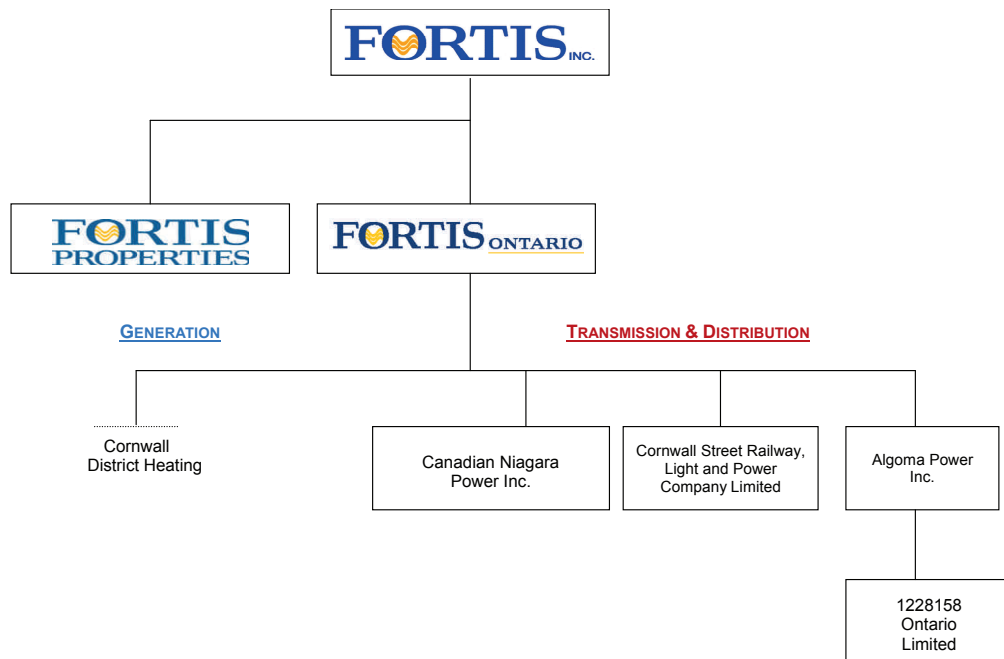 FORTIS INC.
FORTIS
PROPERTIES
FORTIS ONTARIO
GENERATION
TRANSMISSION & DISTRIBUTION
Cornwall
District Heating
Canadian Niagara
Power Inc.
Cornwall Street Railway,
Light and Power
Company Limited
Algoma Power
Inc.
1228158
Ontario
Limited